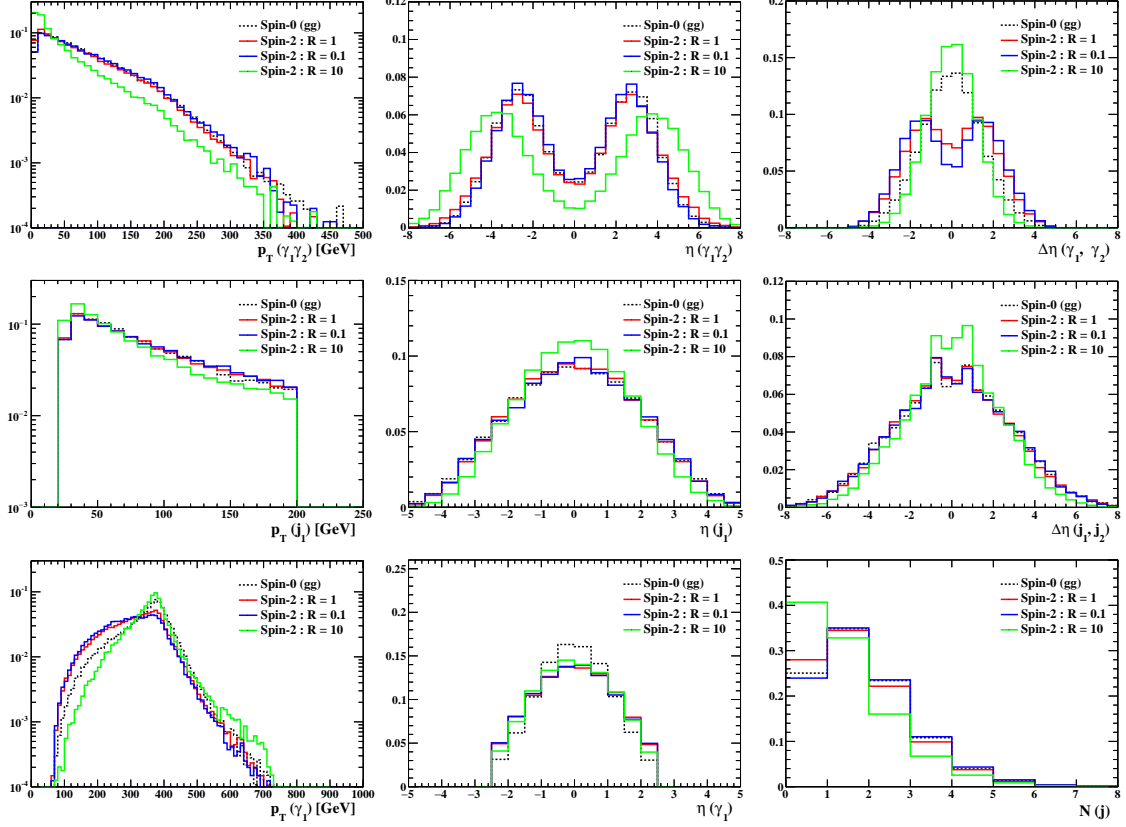 10⁻¹
10⁻²
10⁻³
10⁻⁴
0 50 100 150 200 250 300 350 400 450 500
p_T (γ₁γ₂) [GeV]
Spin-0 (gg)
Spin-2 : R = 1
Spin-2 : R = 0.1
Spin-2 : R = 10
0.12
0.1
0.08
0.06
0.04
0.02
0
−8 −6 −4 −2 0 2 4 6 8
η (γ₁γ₂)
Spin-0 (gg)
Spin-2 : R = 1
Spin-2 : R = 0.1
Spin-2 : R = 10
0.2
0.15
0.1
0.05
0
−8 −6 −4 −2 0 2 4 6 8
Δη (γ₁, γ₂)
Spin-0 (gg)
Spin-2 : R = 1
Spin-2 : R = 0.1
Spin-2 : R = 10
10⁻¹
10⁻²
10⁻³
0 50 100 150 200 250
p_T (j₁) [GeV]
Spin-0 (gg)
Spin-2 : R = 1
Spin-2 : R = 0.1
Spin-2 : R = 10
0.15
0.1
0.05
0
−5 −4 −3 −2 −1 0 1 2 3 4 5
η (j₁)
Spin-0 (gg)
Spin-2 : R = 1
Spin-2 : R = 0.1
Spin-2 : R = 10
0.12
0.1
0.08
0.06
0.04
0.02
0
−8 −6 −4 −2 0 2 4 6 8
Δη (j₁, j₂)
Spin-0 (gg)
Spin-2 : R = 1
Spin-2 : R = 0.1
Spin-2 : R = 10
10⁻¹
10⁻²
10⁻³
10⁻⁴
0 100 200 300 400 500 600 700 800 900 1000
p_T (γ₁) [GeV]
Spin-0 (gg)
Spin-2 : R = 1
Spin-2 : R = 0.1
Spin-2 : R = 10
0.25
0.2
0.15
0.1
0.05
0
−5 −4 −3 −2 −1 0 1 2 3 4 5
η (γ₁)
Spin-0 (gg)
Spin-2 : R = 1
Spin-2 : R = 0.1
Spin-2 : R = 10
0.5
0.4
0.3
0.2
0.1
0
0 1 2 3 4 5 6 7 8
N (j)
Spin-0 (gg)
Spin-2 : R = 1
Spin-2 : R = 0.1
Spin-2 : R = 10